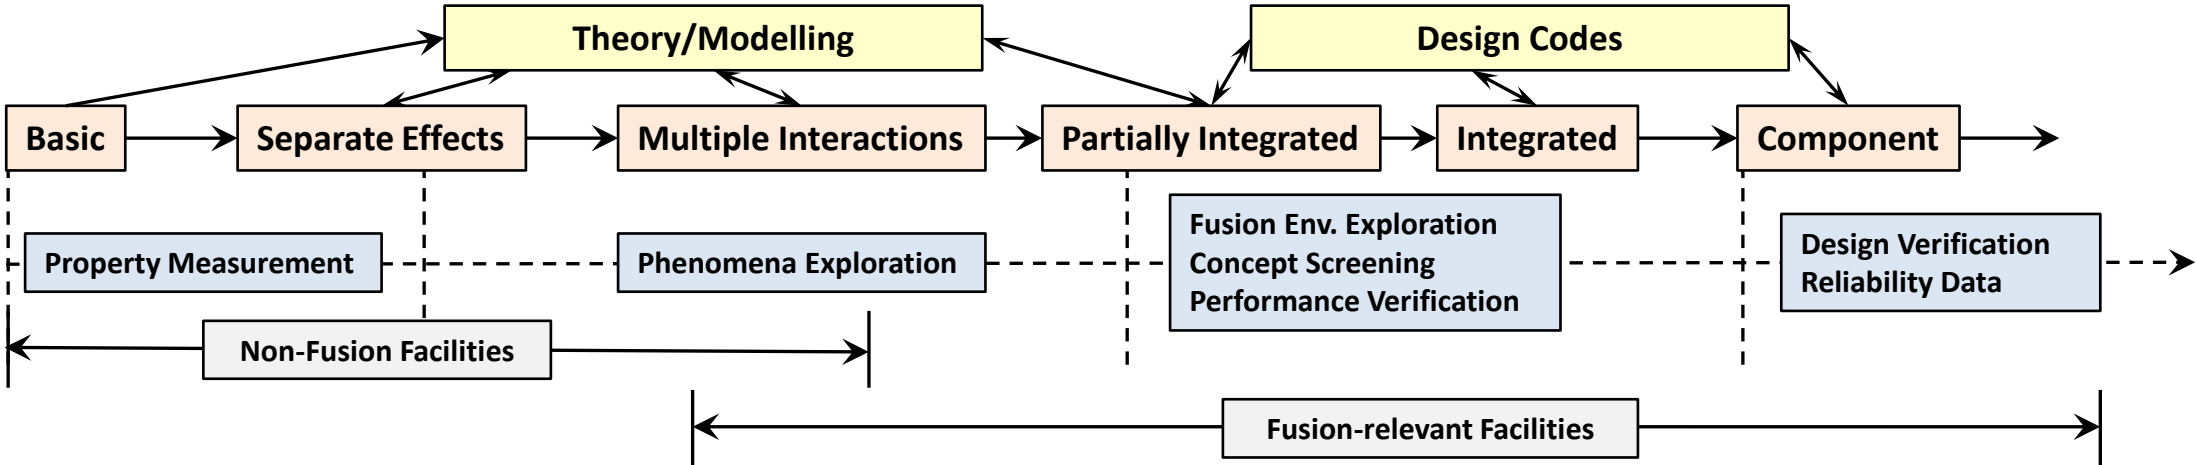 Theory/Modelling
Design Codes
Basic
Separate Effects
Multiple Interactions
Partially Integrated
Integrated
Component
Property Measurement
Phenomena Exploration
Fusion Env. Exploration
Concept Screening
Performance Verification
Design Verification
Reliability Data
Non-Fusion Facilities
Fusion-relevant Facilities